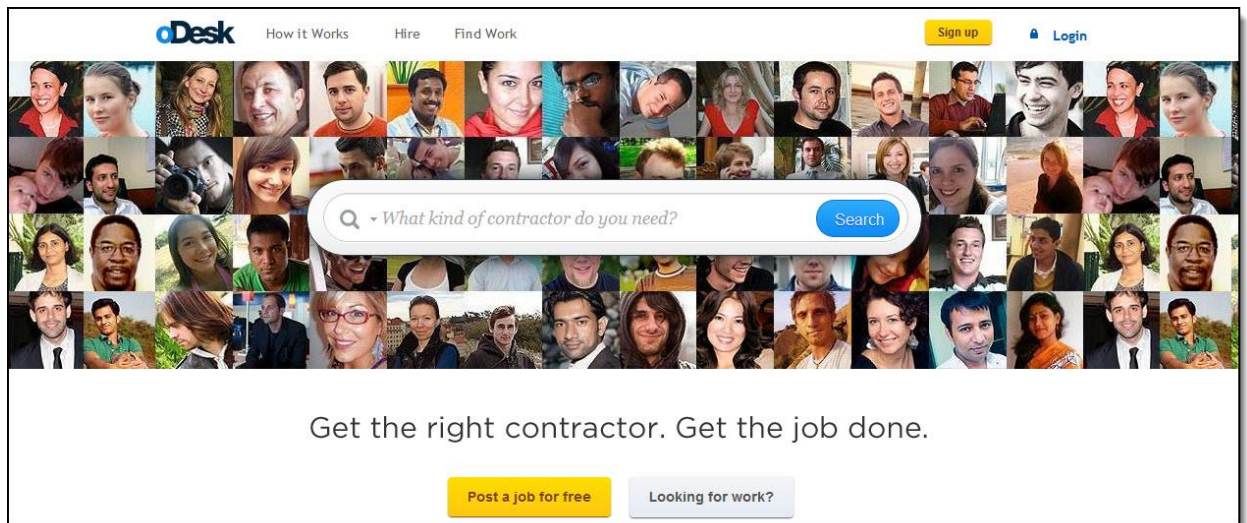 oDesk How it Works Hire Find Work Sign up Login
What kind of contractor do you need? Search
Get the right contractor. Get the job done.
Post a job for free Looking for work?